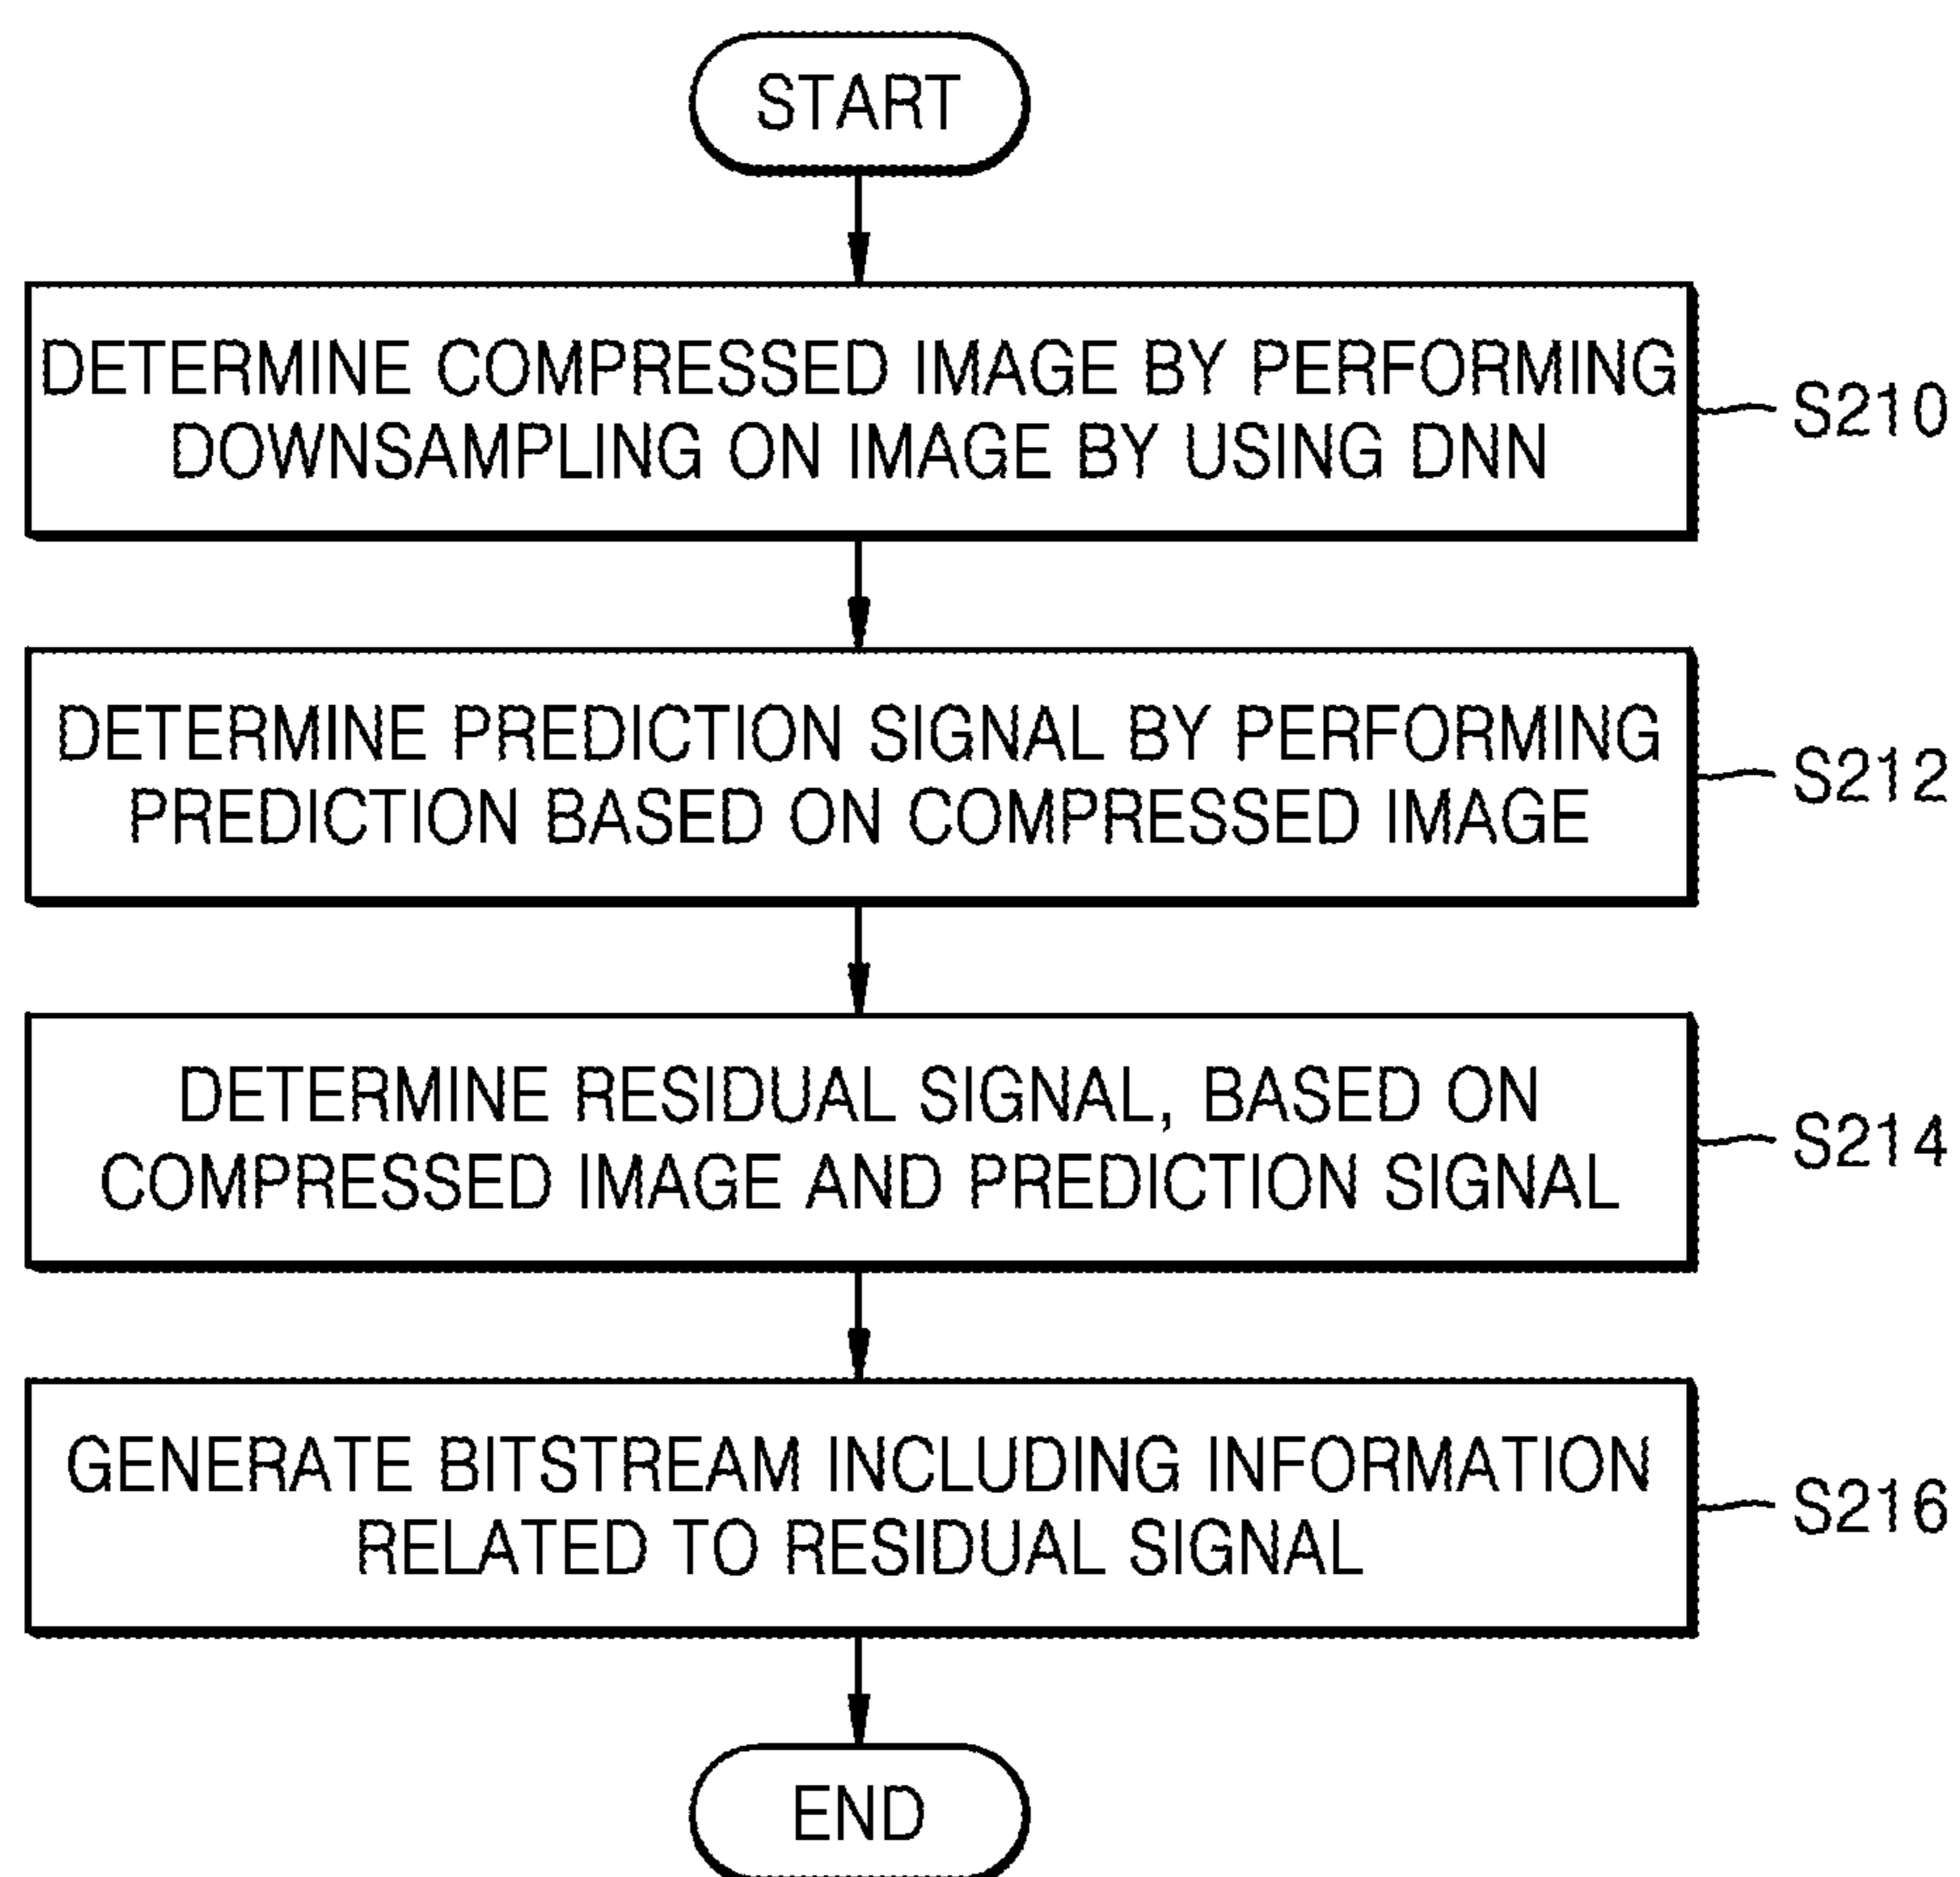 START
DETERMINE COMPRESSED IMAGE BY PERFORMING
DOWNSAMPLING ON IMAGE BY USING DNN
S210
DETERMINE PREDICTION SIGNAL BY PERFORMING
PREDICTION BASED ON COMPRESSED IMAGE
S212
DETERMINE RESIDUAL SIGNAL, BASED ON
COMPRESSED IMAGE AND PREDICTION SIGNAL
S214
GENERATE BITSTREAM INCLUDING INFORMATION
RELATED TO RESIDUAL SIGNAL
S216
END